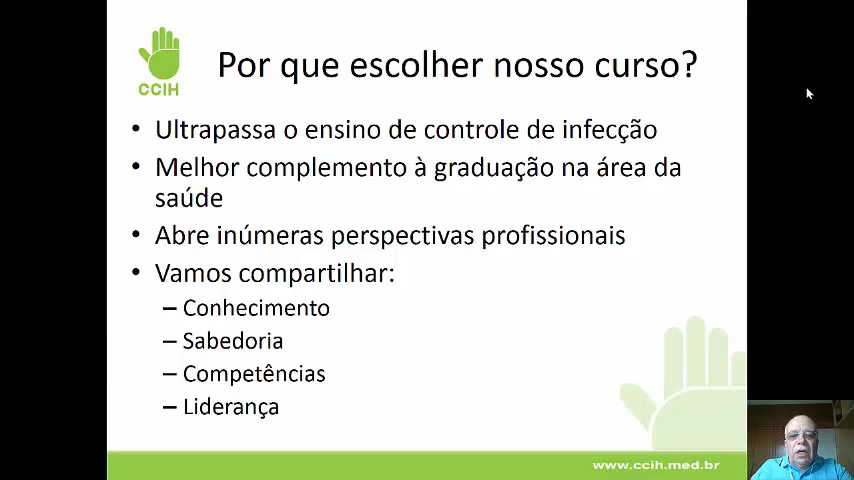 CCIH
Por que escolher nosso curso?
• Ultrapassa o ensino de controle de infecção
• Melhor complemento à graduação na área da
saúde
• Abre inúmeras perspectivas profissionais
• Vamos compartilhar:
– Conhecimento
– Sabedoria
– Competências
– Liderança
www.ccih.med.br